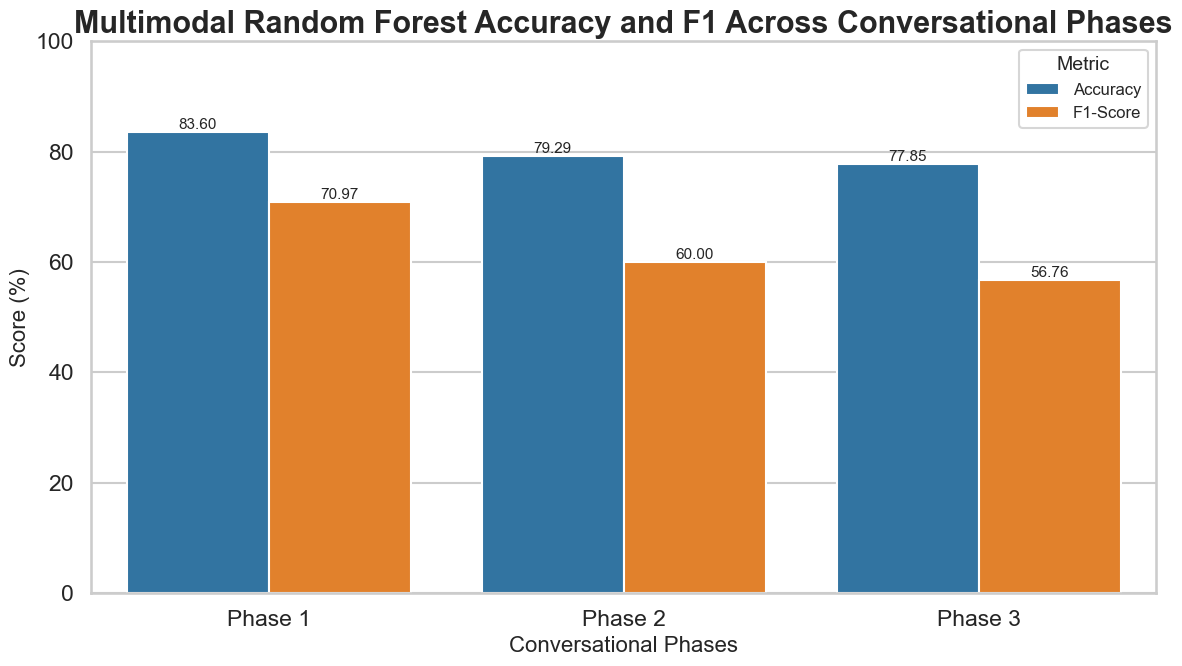 Multimodal Random Forest Accuracy and F1 Across Conversational Phases
100
80
60
40
20
0
Score (%)
83.60
70.97
79.29
60.00
77.85
56.76
Metric
Accuracy
F1-Score
Phase 1
Phase 2
Phase 3
Conversational Phases